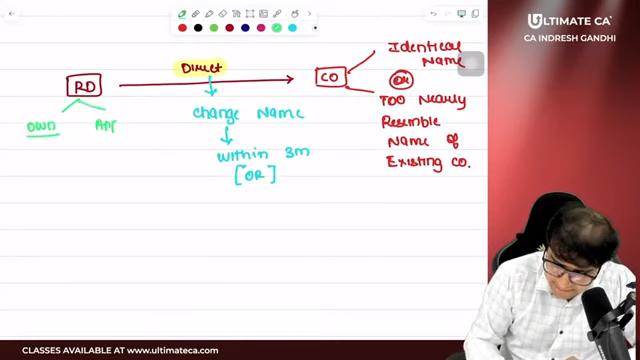 ULTIMATE CA
CA INDRESH GANDHI
Identical
Name
OR
TOO Nearly
Resemble
Name of
Existing CO.
CO
Direct
RD
OWN
APP
change Name
within 3m
[OR]
CLASSES AVAILABLE AT www.ultimateca.com